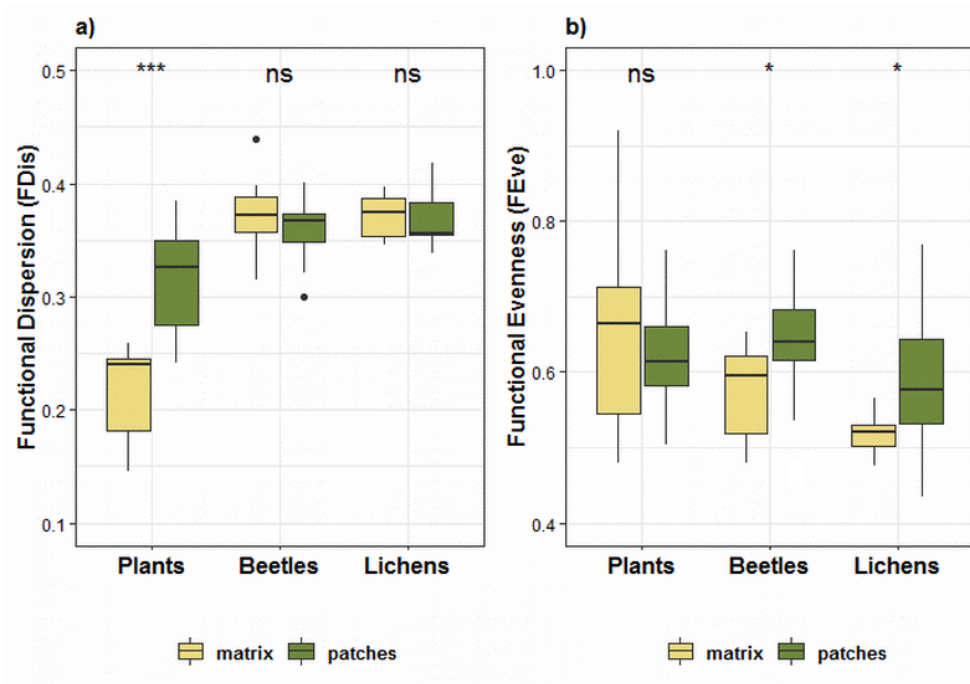 a)
Functional Dispersion (FDis)
0.5
0.4
0.3
0.2
0.1
*** ns ns
Plants Beetles Lichens
matrix patches
b)
Functional Evenness (FEve)
1.0
0.8
0.6
0.4
ns * *
Plants Beetles Lichens
matrix patches